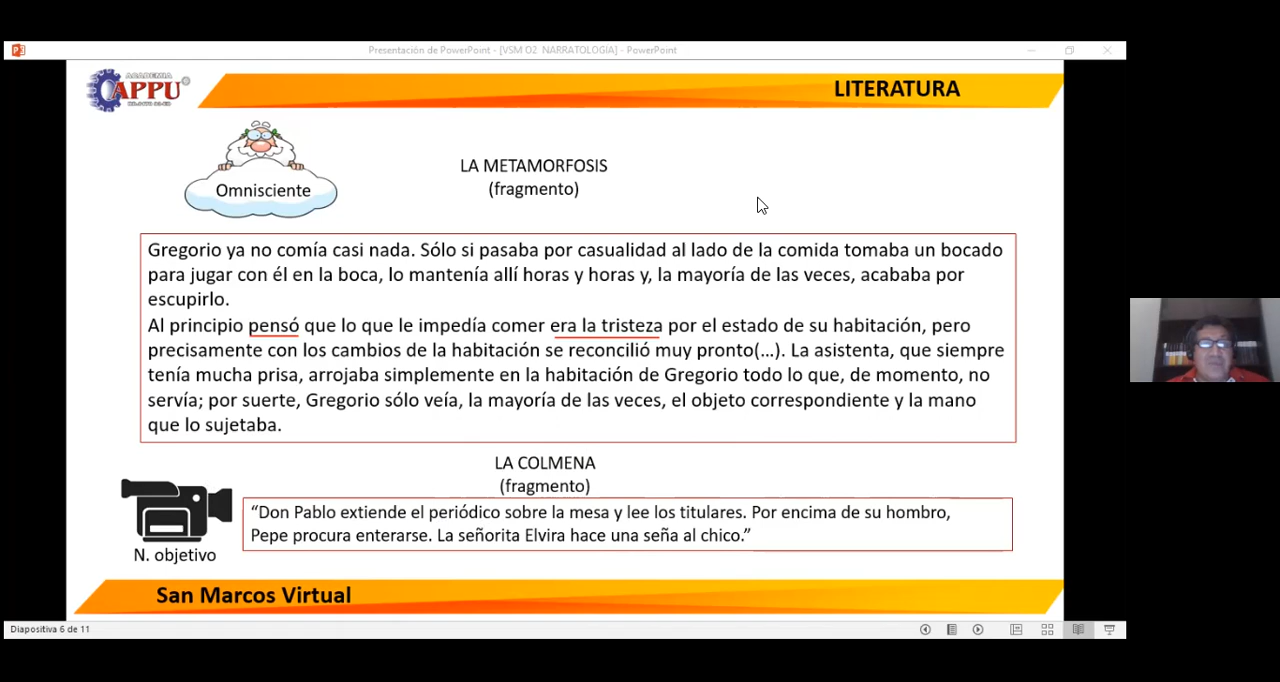 Presentación de PowerPoint - [VSM 02 NARRATOLOGIA] - PowerPoint
ACADEMIA
APPU
LITERATURA
Omnisciente
LA METAMORFOSIS
(fragmento)
Gregorio ya no comía casi nada. Sólo si pasaba por casualidad al lado de la comida tomaba un bocado
para jugar con él en la boca, lo mantenía allí horas y horas y, la mayoría de las veces, acababa por
escupirlo.
Al principio pensó que lo que le impedía comer era la tristeza por el estado de su habitación, pero
precisamente con los cambios de la habitación se reconcilió muy pronto(...). La asistenta, que siempre
tenía mucha prisa, arrojaba simplemente en la habitación de Gregorio todo lo que, de momento, no
servía; por suerte, Gregorio sólo veía, la mayoría de las veces, el objeto correspondiente y la mano
que lo sujetaba.
LA COLMENA
(fragmento)
“Don Pablo extiende el periódico sobre la mesa y lee los titulares. Por encima de su hombro,
Pepe procura enterarse. La señorita Elvira hace una seña al chico.”
N. objetivo
San Marcos Virtual
Diapositiva 6 de 11